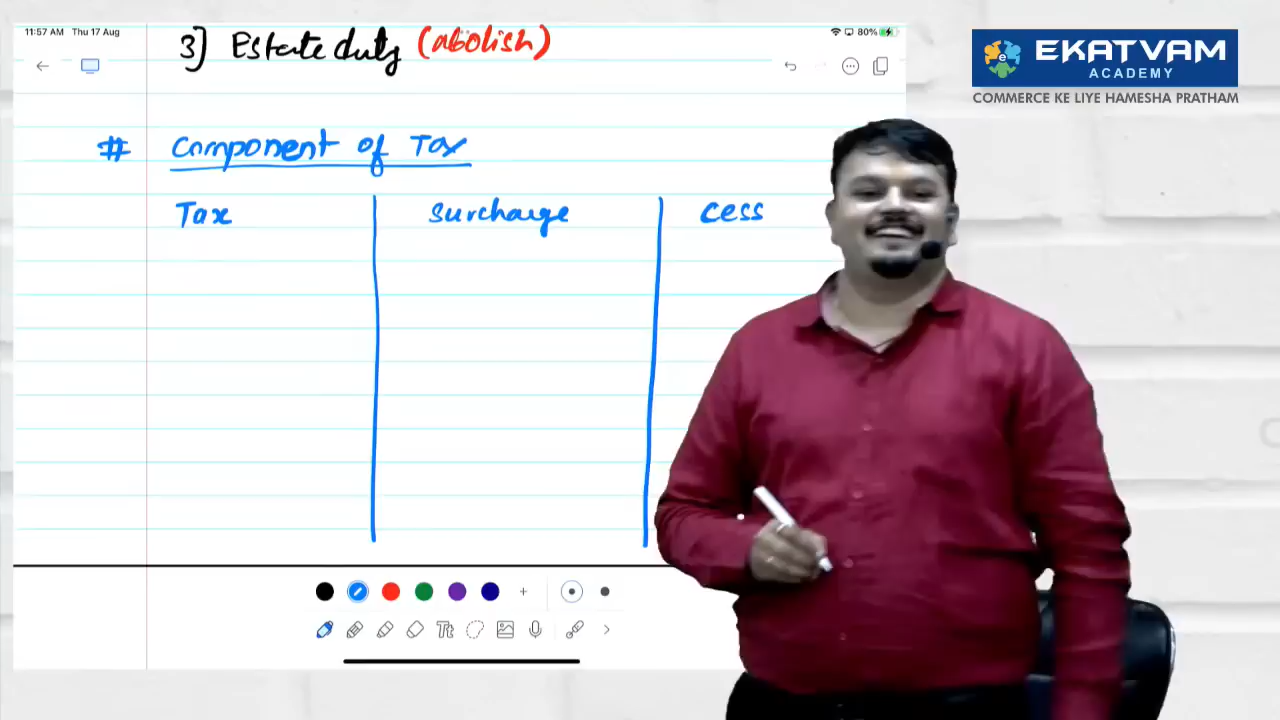 11:57 AM Thu 17 Aug
80%
3] Estate duty (abolish)
EKATVAM
ACADEMY
COMMERCE KE LIYE HAMESHA PRATHAM
# Component of Tax
Tax surcharge cess
Tt